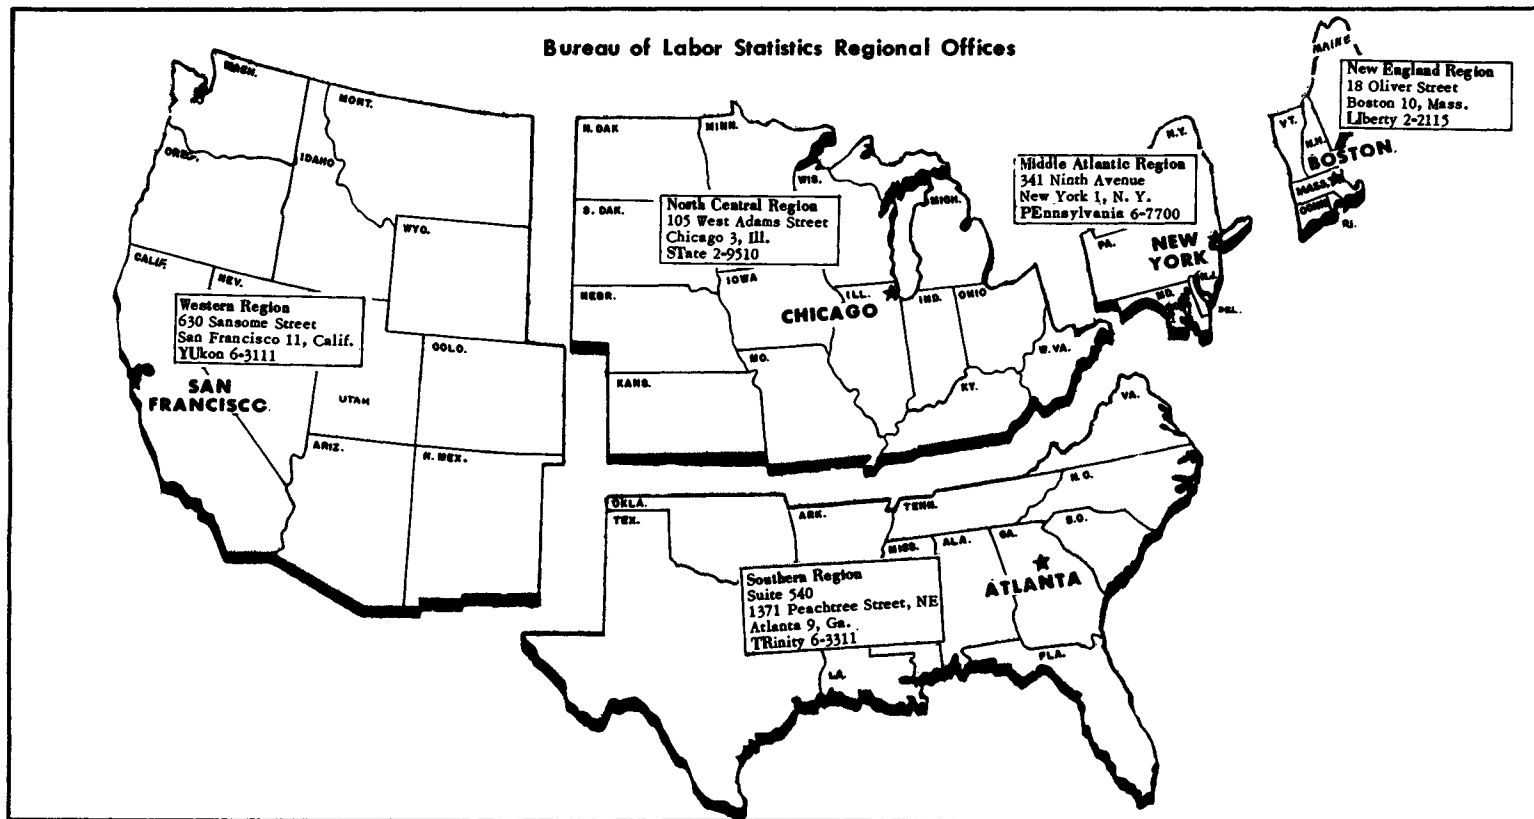 Bureau of Labor Statistics Regional Offices
MAINE
New England Region
18 Oliver Street
Boston 10, Mass.
LIberty 2-2115
VT.
N.H.
BOSTON.
MASS.
CONN.
R.I.
WASH.
MONT.
OREG.
IDAHO
WYO.
CALIF.
NEV.
Western Region
630 Sansome Street
San Francisco 11, Calif.
YUkon 6-3111
SAN
FRANCISCO.
UTAH
COLO.
ARIZ.
N. MEX.
N. DAK
MINN.
WIS.
S. DAK.
MICH.
North Central Region
105 West Adams Street
Chicago 3, Ill.
STate 2-9510
IOWA
NEBR.
ILL.
IND.
OHIO
CHICAGO
MO.
KANS.
KY.
W. VA.
N.Y.
Middle Atlantic Region
341 Ninth Avenue
New York 1, N. Y.
PEnnsylvania 6-7700
PA.
NEW
YORK
N.J.
MD.
DEL.
VA.
N. C.
OKLA.
TEX.
ARK.
TENN.
S.C.
MISS.
ALA.
GA.
Southern Region
Suite 540
1371 Peachtree Street, NE
Atlanta 9, Ga.
TRinity 6-3311
ATLANTA
LA.
FLA.